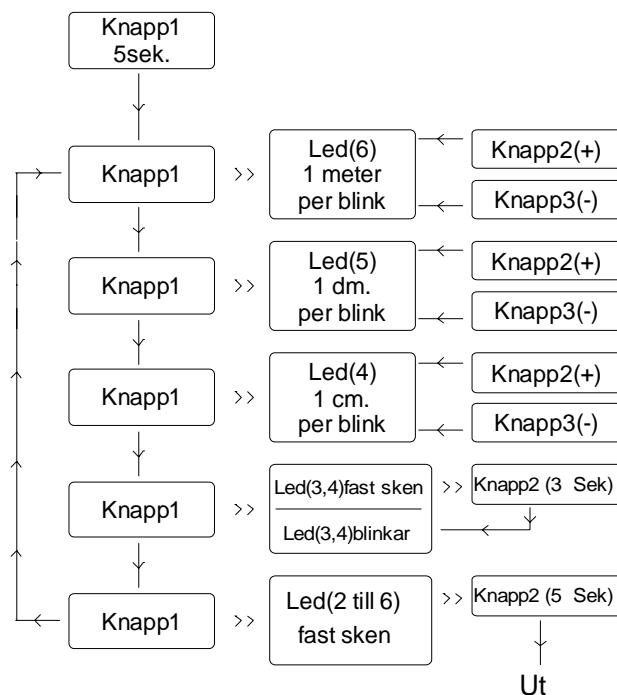 Knapp1
5sek.
Knapp1
>>
Led(6)
1 meter
per blink
Knapp2(+)
Knapp3(-)
Knapp1
>>
Led(5)
1 dm.
per blink
Knapp2(+)
Knapp3(-)
Knapp1
>>
Led(4)
1 cm.
per blink
Knapp2(+)
Knapp3(-)
Knapp1
>>
Led(3,4)fast sken
Led(3,4)blinkar
>>
Knapp2 (3 Sek)
Knapp1
>>
Led(2 till 6)
fast sken
>>
Knapp2 (5 Sek)
Ut